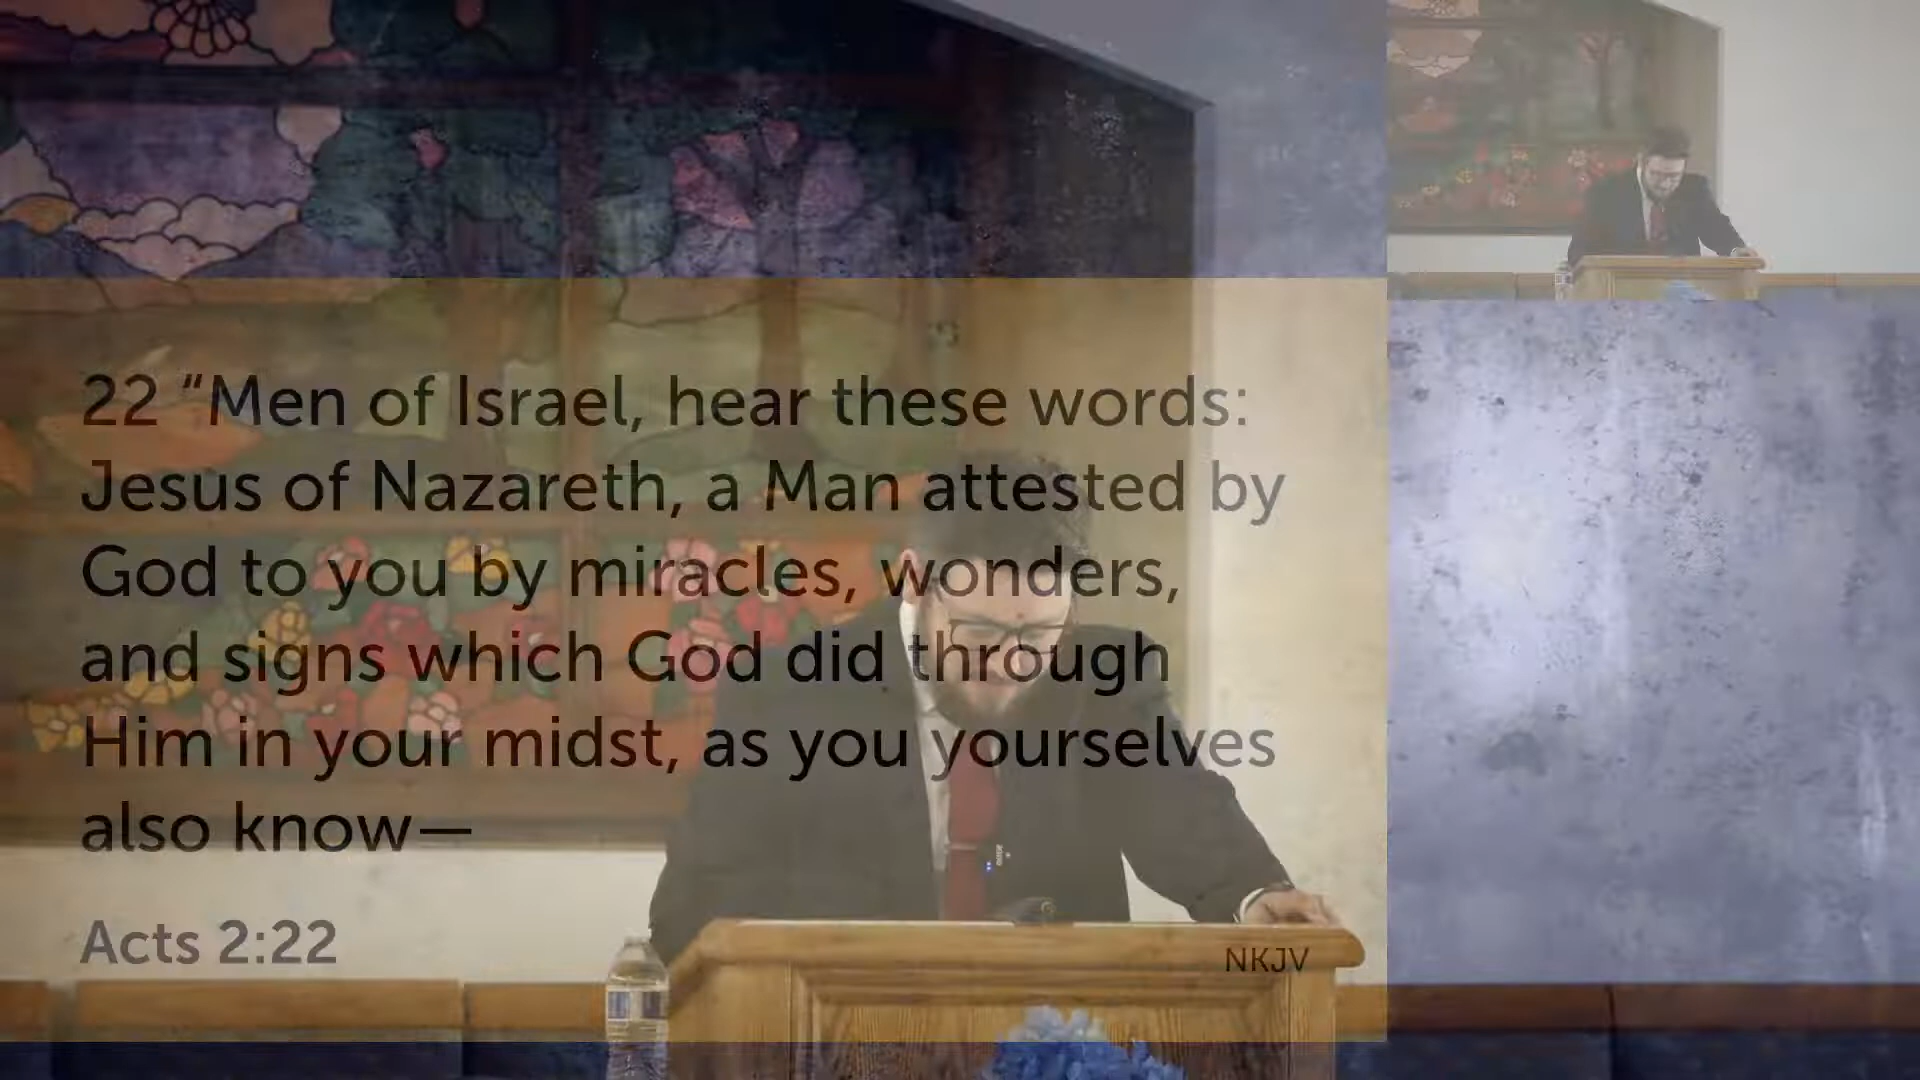 22 “Men of Israel, hear these words:
Jesus of Nazareth, a Man attested by
God to you by miracles, wonders,
and signs which God did through
Him in your midst, as you yourselves
also know—
Acts 2:22
NKJV